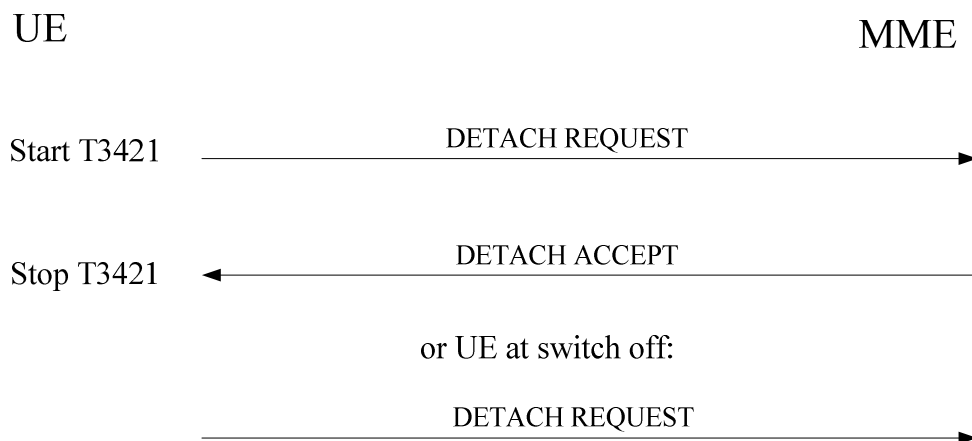 UE
MME
Start T3421
DETACH REQUEST
Stop T3421
DETACH ACCEPT
or UE at switch off:
DETACH REQUEST